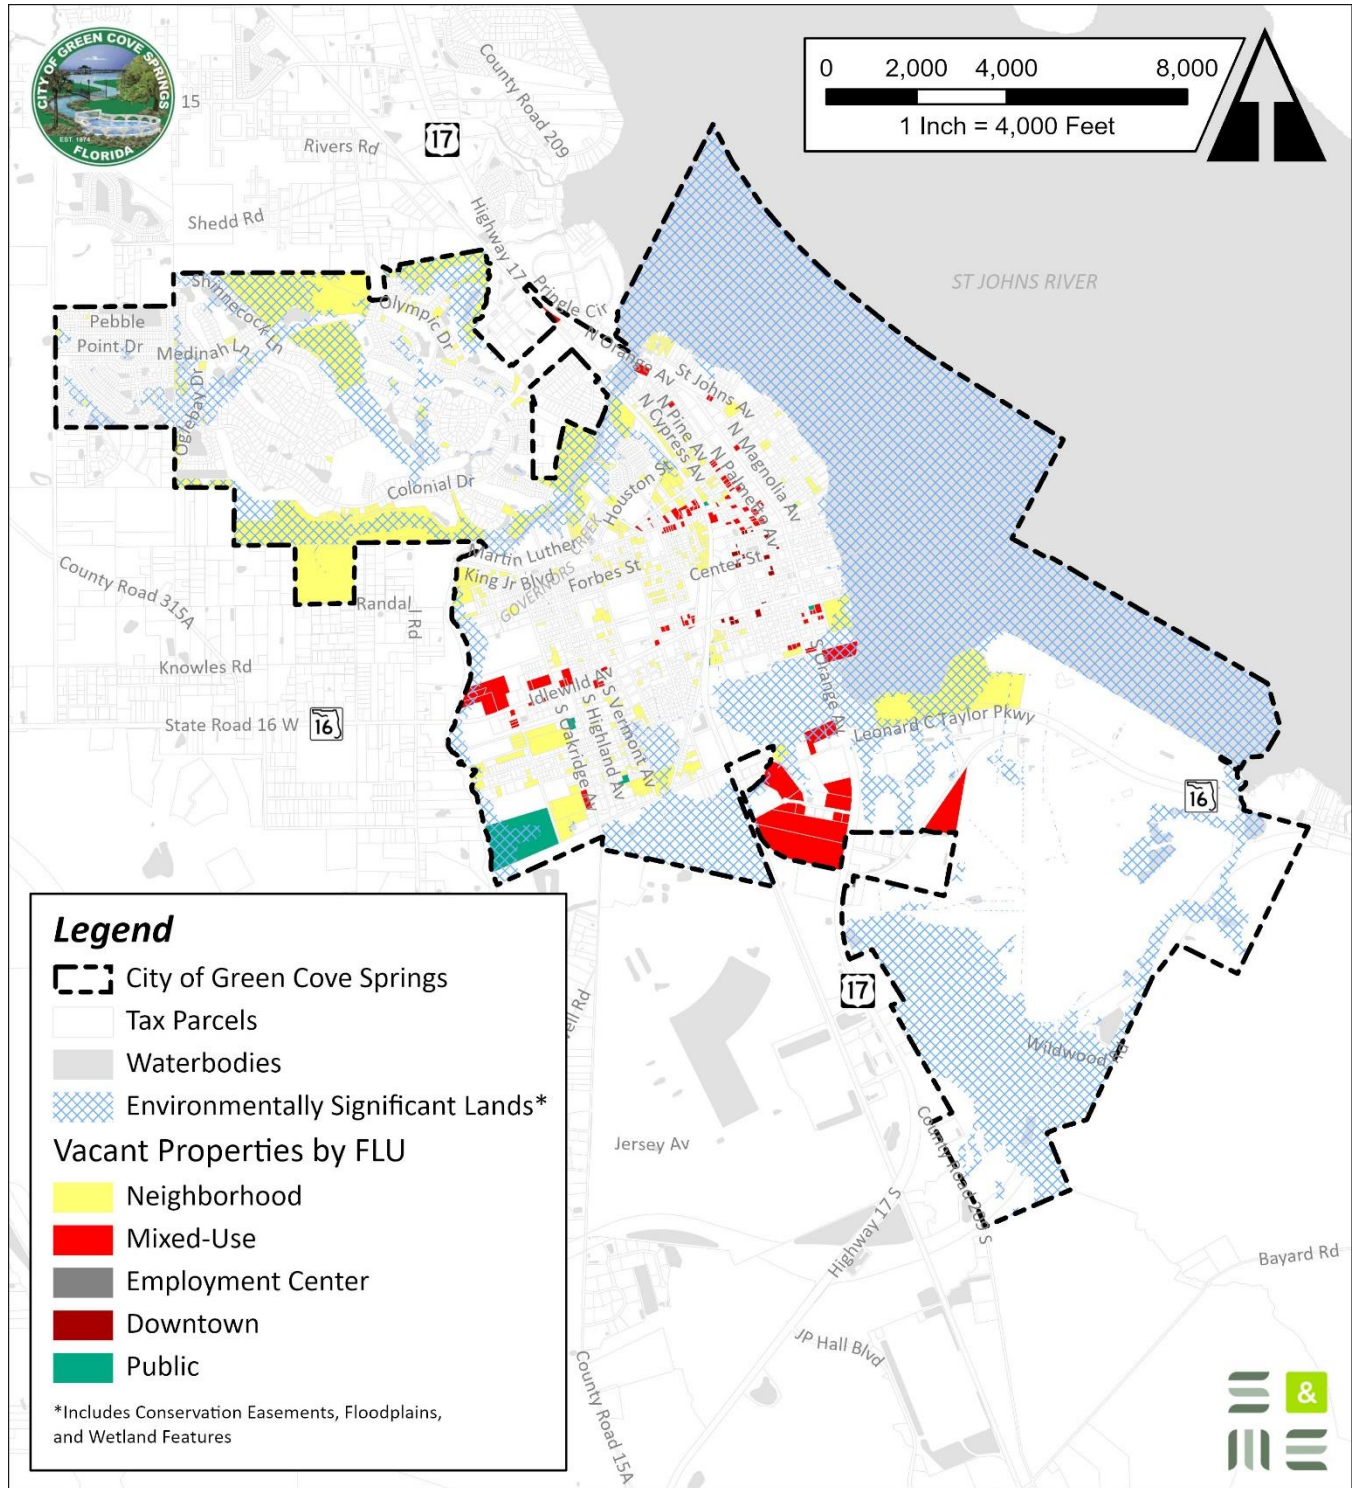 CITY OF GREEN COVE SPRINGS
EST. 1874
FLORIDA
0 2,000 4,000 8,000
1 Inch = 4,000 Feet
15
County Road 209
17
Rivers Rd
Shedd Rd
Highway 17
Pringle Cir
ST JOHNS RIVER
Shinnecock Ln
Olympic Dr
Pebble
Point Dr
Medinah Ln
Oglebay Dr
N Orange Av
St Johns Av
N Pine Av
N Cypress Av
N Magnolia Av
N Palmetto Av
Houston St
Colonial Dr
Martin Luther
King Jr Blvd
GOVERNORS CREEK
Forbes St
Center St
County Road 315A
Randall Rd
Knowles Rd
State Road 16 W
16
Idlewild Av
S Oakridge Av
S Highland Av
S Vermont Av
S Orange Av
Leonard C Taylor Pkwy
16
17
Wildwood Rd
County Road 209 S
Jersey Av
Highway 17 S
Bayard Rd
JP Hall Blvd
County Road 15A
ell Rd
Legend
City of Green Cove Springs
Tax Parcels
Waterbodies
Environmentally Significant Lands*
Vacant Properties by FLU
Neighborhood
Mixed-Use
Employment Center
Downtown
Public
*Includes Conservation Easements, Floodplains,
and Wetland Features
S &
M E